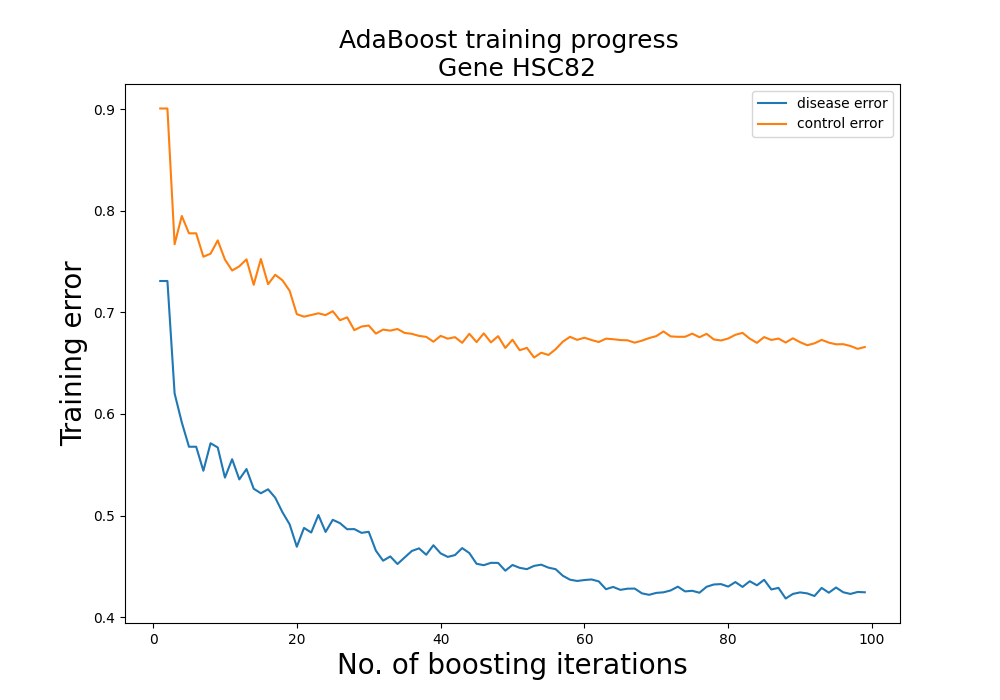 AdaBoost training progress
Gene HSC82
disease error
control error
Training error
0.9
0.8
0.7
0.6
0.5
0.4
0 20 40 60 80 100
No. of boosting iterations